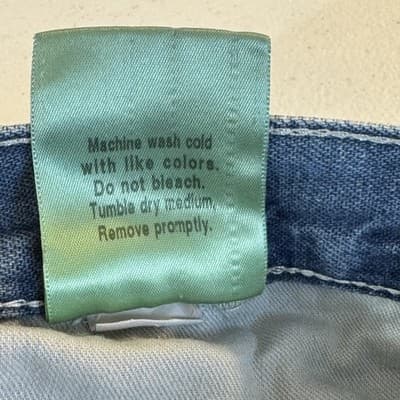 Machine wash cold
with like colors.
Do not bleach.
Tumble dry medium,
Remove promptly.